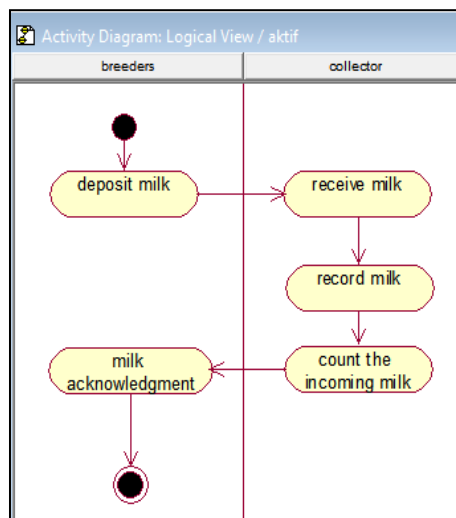 Activity Diagram: Logical View / aktif
breeders
collector
deposit milk
receive milk
record milk
count the
incoming milk
milk
acknowledgment